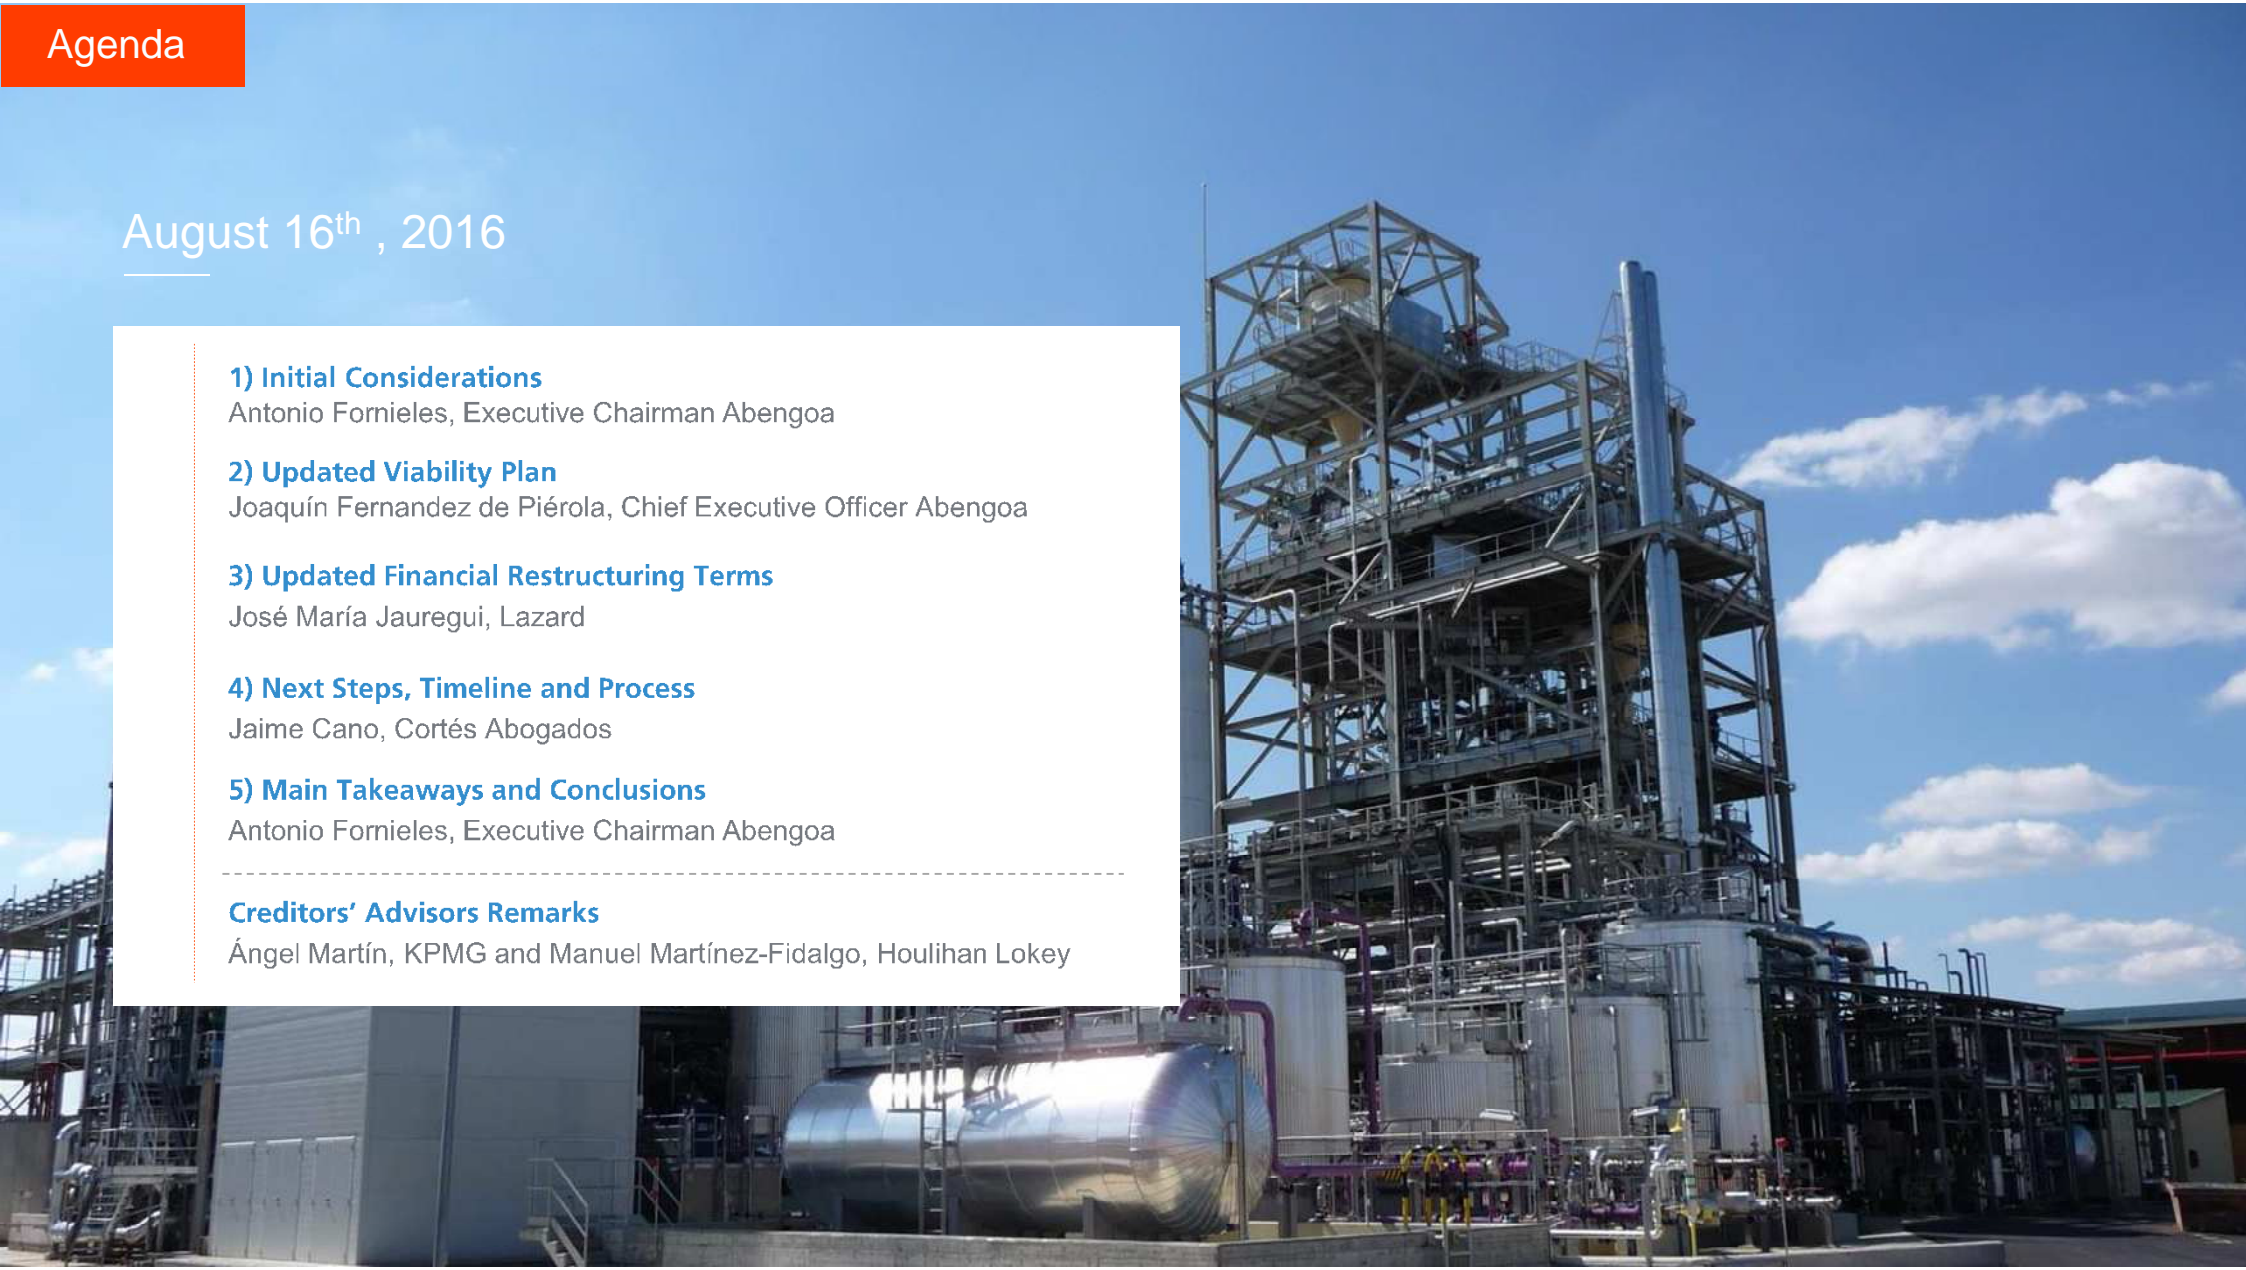 Agenda
August 16th , 2016
1) Initial Considerations
Antonio Fornieles, Executive Chairman Abengoa
2) Updated Viability Plan
Joaquín Fernandez de Piérola, Chief Executive Officer Abengoa
3) Updated Financial Restructuring Terms
José María Jauregui, Lazard
4) Next Steps, Timeline and Process
Jaime Cano, Cortés Abogados
5) Main Takeaways and Conclusions
Antonio Fornieles, Executive Chairman Abengoa
Creditors’ Advisors Remarks
Ángel Martín, KPMG and Manuel Martínez-Fidalgo, Houlihan Lokey